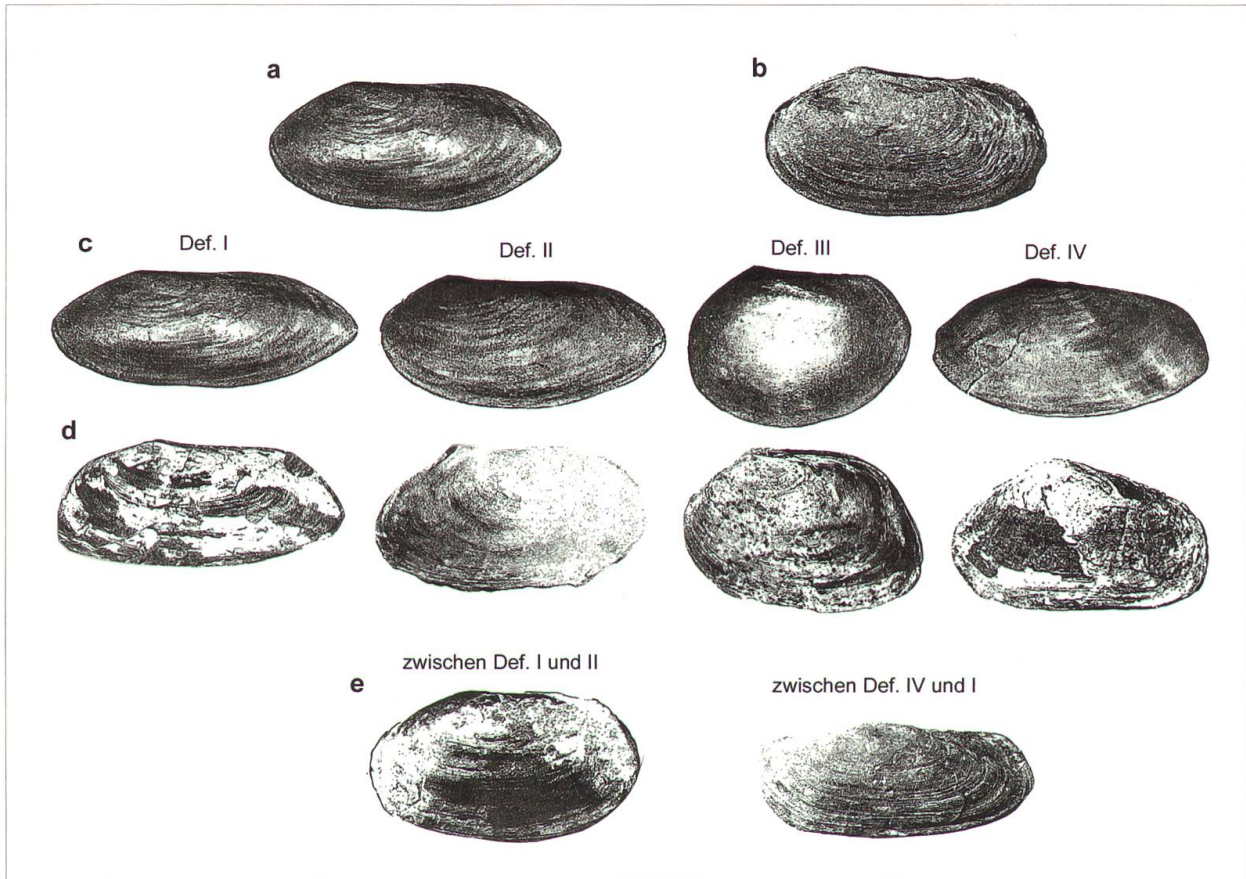 a
b
c
Def. I
Def. II
Def. III
Def. IV
d
zwischen Def. I und II
e
zwischen Def. IV und I